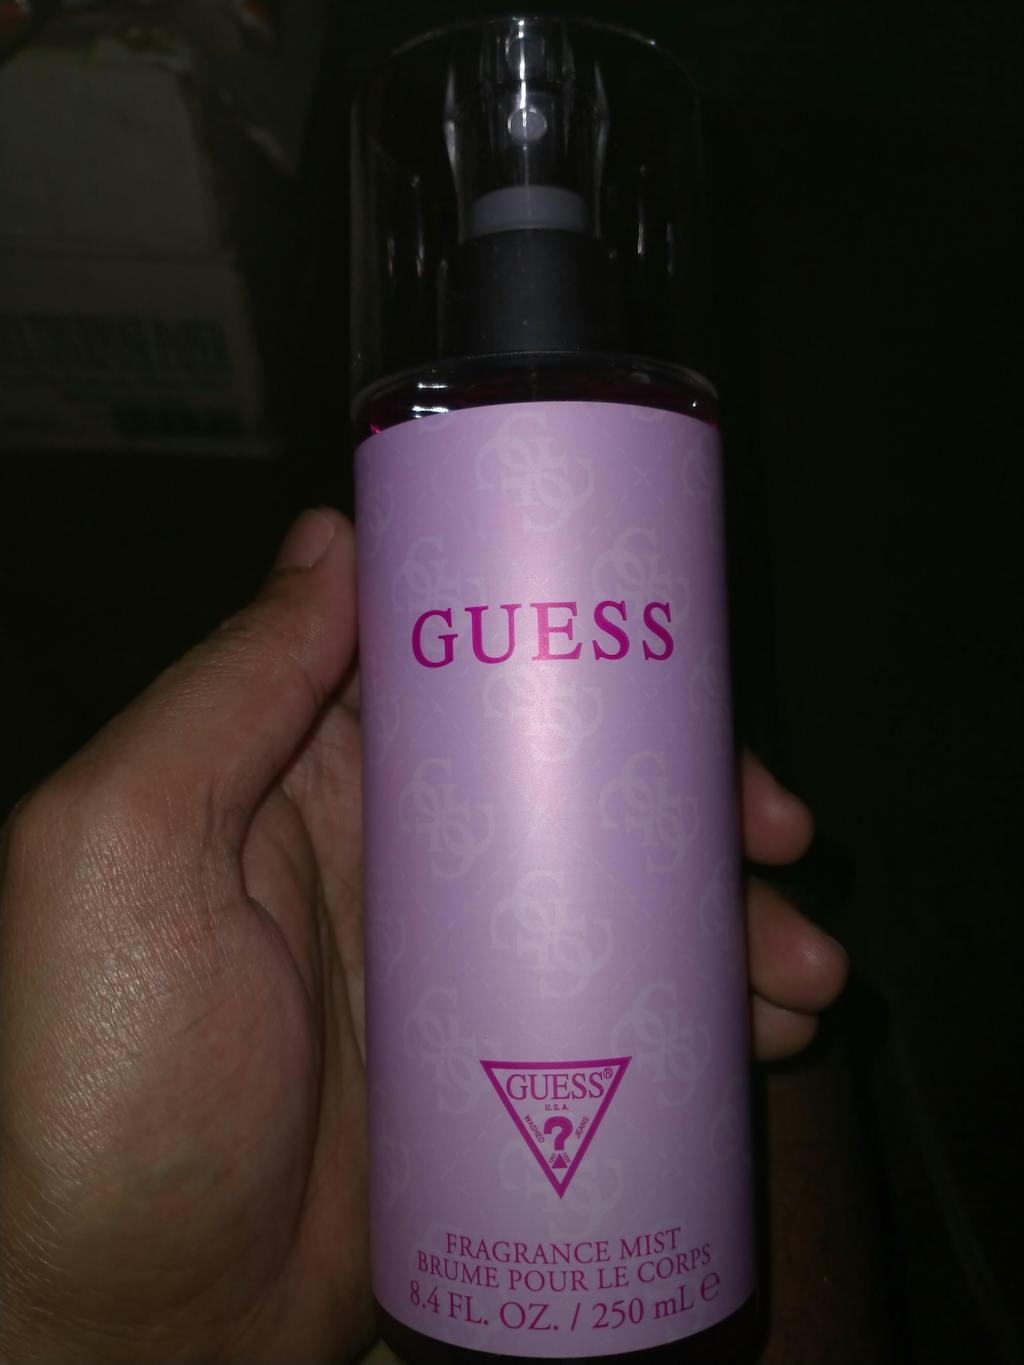 GUESS
GUESS®
U.S.A.
WASHED
?
JEANS
FRAGRANCE MIST
BRUME POUR LE CORPS
8.4 FL. OZ. / 250 mL ℮